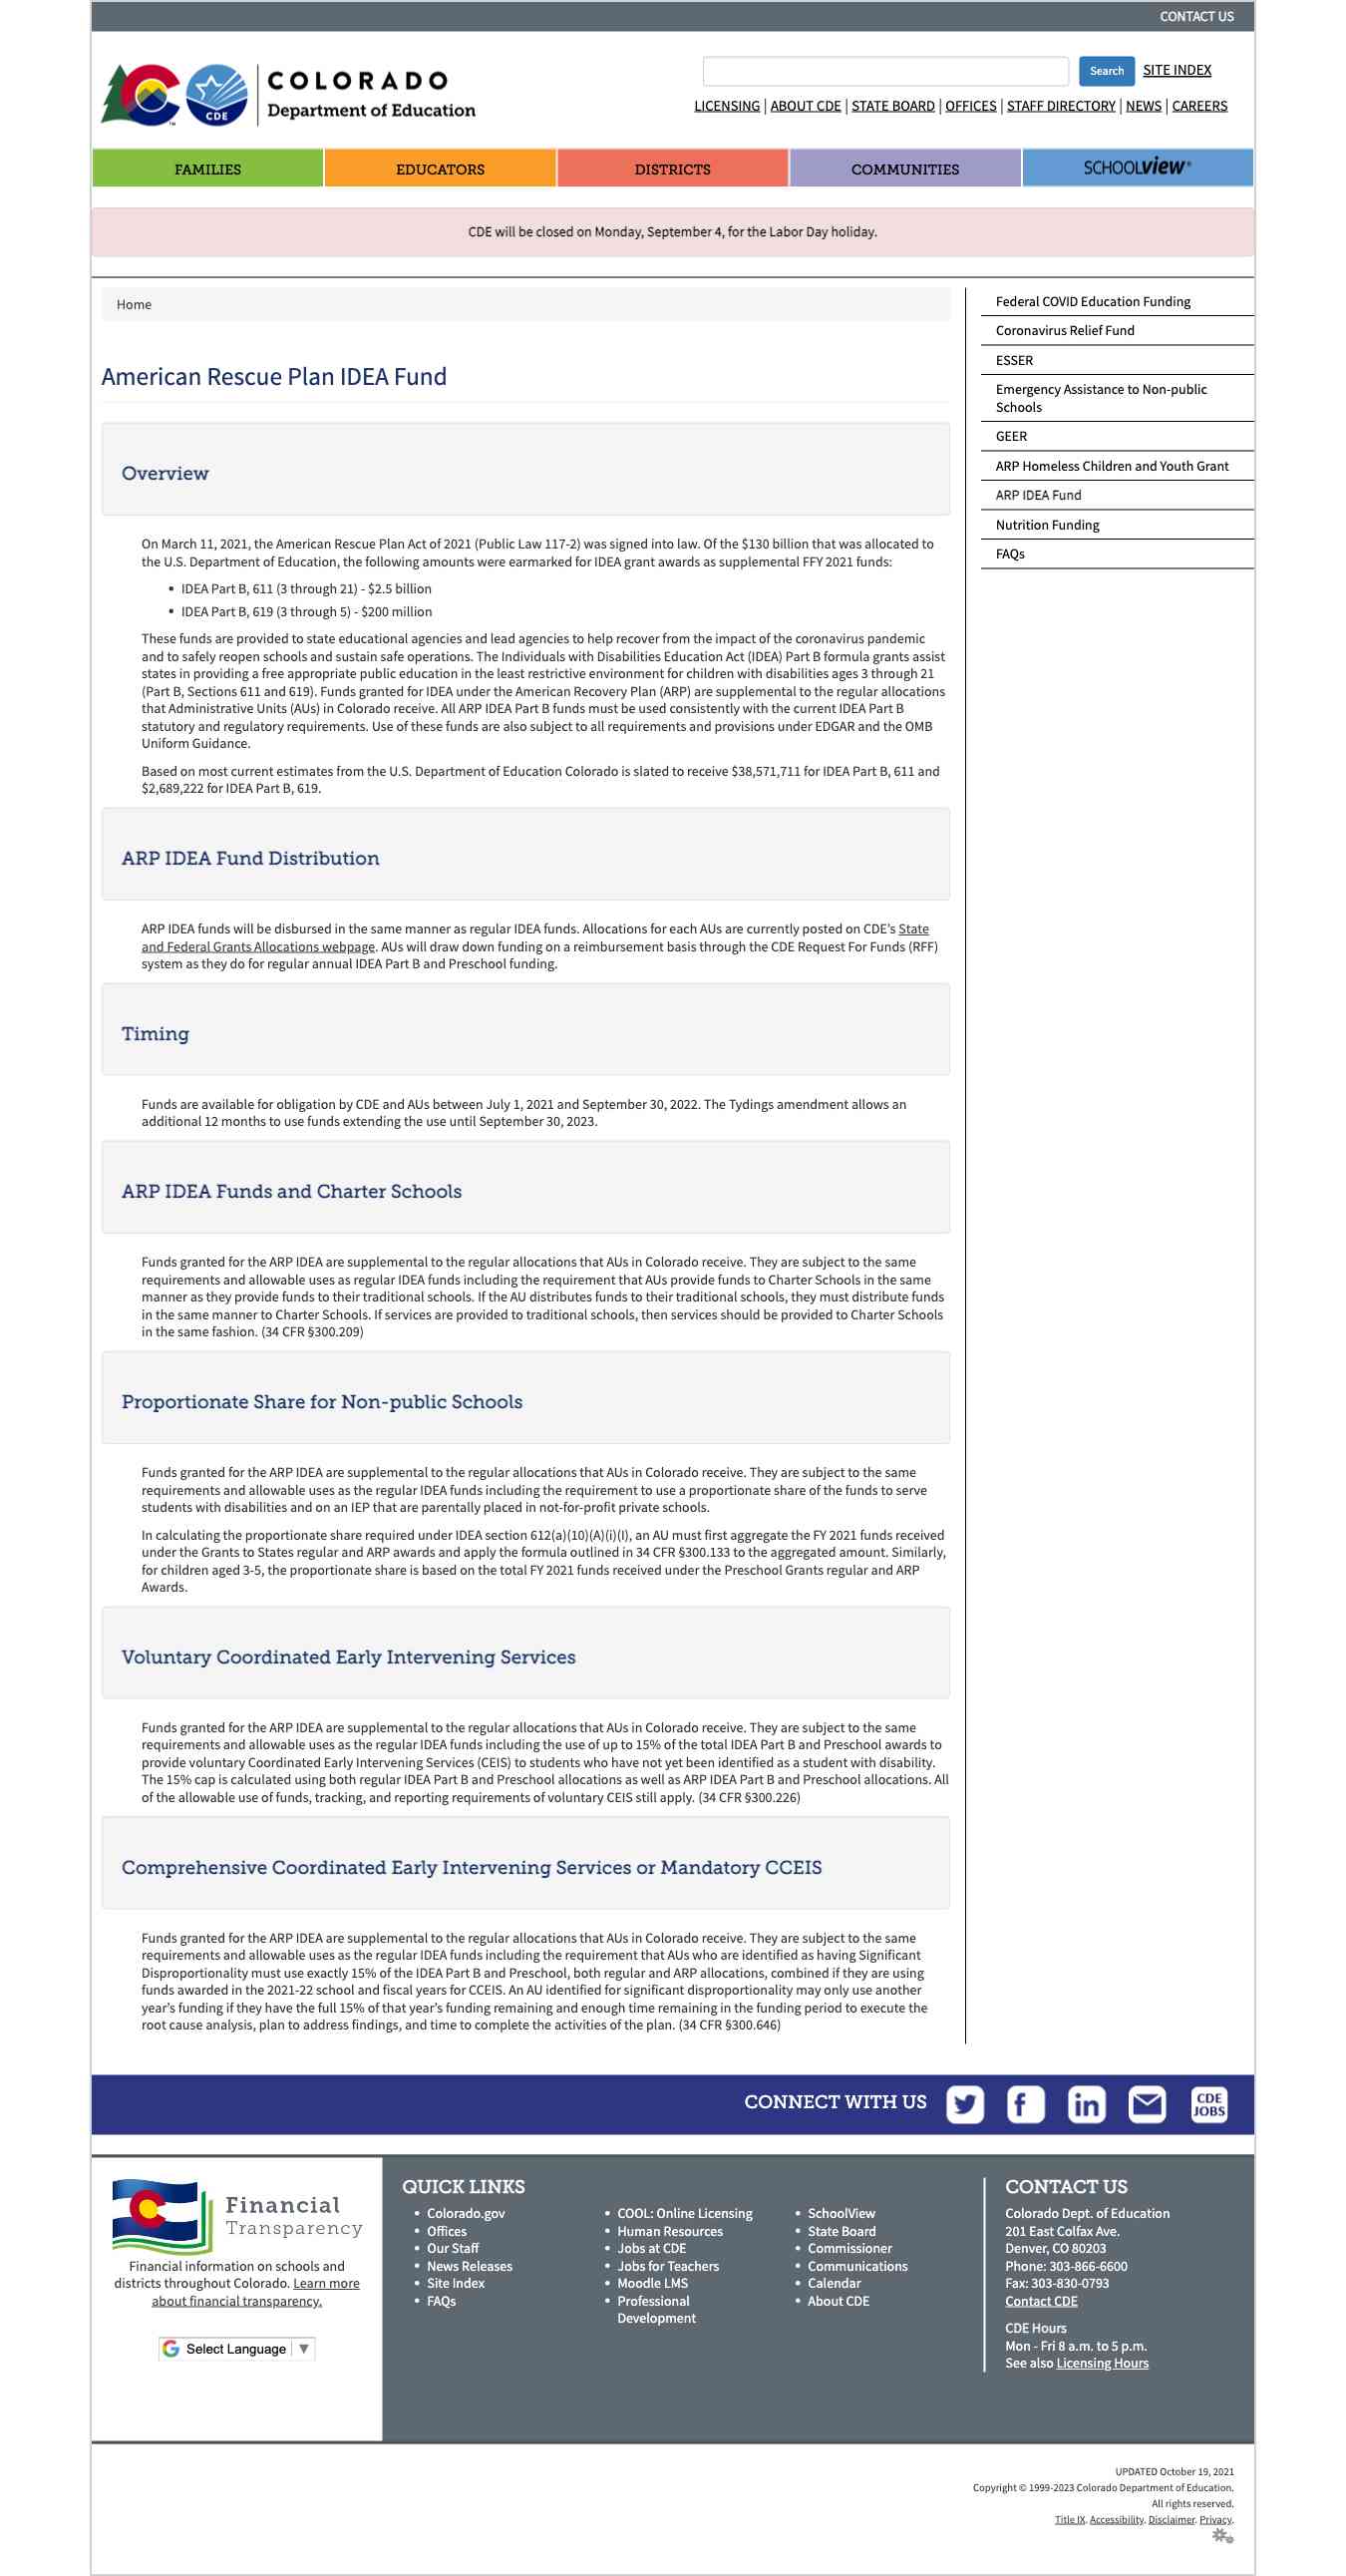 CONTACT US
COLORADO
Department of Education
CDE
Search
SITE INDEX
LICENSING | ABOUT CDE | STATE BOARD | OFFICES | STAFF DIRECTORY | NEWS | CAREERS
FAMILIES
EDUCATORS
DISTRICTS
COMMUNITIES
SCHOOLview®
CDE will be closed on Monday, September 4, for the Labor Day holiday.
Home
American Rescue Plan IDEA Fund
Overview
On March 11, 2021, the American Rescue Plan Act of 2021 (Public Law 117-2) was signed into law. Of the $130 billion that was allocated to
the U.S. Department of Education, the following amounts were earmarked for IDEA grant awards as supplemental FFY 2021 funds:
• IDEA Part B, 611 (3 through 21) - $2.5 billion
• IDEA Part B, 619 (3 through 5) - $200 million
These funds are provided to state educational agencies and lead agencies to help recover from the impact of the coronavirus pandemic
and to safely reopen schools and sustain safe operations. The Individuals with Disabilities Education Act (IDEA) Part B formula grants assist
states in providing a free appropriate public education in the least restrictive environment for children with disabilities ages 3 through 21
(Part B, Sections 611 and 619). Funds granted for IDEA under the American Recovery Plan (ARP) are supplemental to the regular allocations
that Administrative Units (AUs) in Colorado receive. All ARP IDEA Part B funds must be used consistently with the current IDEA Part B
statutory and regulatory requirements. Use of these funds are also subject to all requirements and provisions under EDGAR and the OMB
Uniform Guidance.
Based on most current estimates from the U.S. Department of Education Colorado is slated to receive $38,571,711 for IDEA Part B, 611 and
$2,689,222 for IDEA Part B, 619.
ARP IDEA Fund Distribution
ARP IDEA funds will be disbursed in the same manner as regular IDEA funds. Allocations for each AUs are currently posted on CDE's State
and Federal Grants Allocations webpage. AUs will draw down funding on a reimbursement basis through the CDE Request For Funds (RFF)
system as they do for regular annual IDEA Part B and Preschool funding.
Timing
Funds are available for obligation by CDE and AUs between July 1, 2021 and September 30, 2022. The Tydings amendment allows an
additional 12 months to use funds extending the use until September 30, 2023.
ARP IDEA Funds and Charter Schools
Funds granted for the ARP IDEA are supplemental to the regular allocations that AUs in Colorado receive. They are subject to the same
requirements and allowable uses as regular IDEA funds including the requirement that AUs provide funds to Charter Schools in the same
manner as they provide funds to their traditional schools. If the AU distributes funds to their traditional schools, they must distribute funds
in the same manner to Charter Schools. If services are provided to traditional schools, then services should be provided to Charter Schools
in the same fashion. (34 CFR §300.209)
Proportionate Share for Non-public Schools
Funds granted for the ARP IDEA are supplemental to the regular allocations that AUs in Colorado receive. They are subject to the same
requirements and allowable uses as the regular IDEA funds including the requirement to use a proportionate share of the funds to serve
students with disabilities and on an IEP that are parentally placed in not-for-profit private schools.
In calculating the proportionate share required under IDEA section 612(a)(10)(A)(i)(I), an AU must first aggregate the FY 2021 funds received
under the Grants to States regular and ARP awards and apply the formula outlined in 34 CFR §300.133 to the aggregated amount. Similarly,
for children aged 3-5, the proportionate share is based on the total FY 2021 funds received under the Preschool Grants regular and ARP
Awards.
Voluntary Coordinated Early Intervening Services
Funds granted for the ARP IDEA are supplemental to the regular allocations that AUs in Colorado receive. They are subject to the same
requirements and allowable uses as the regular IDEA funds including the use of up to 15% of the total IDEA Part B and Preschool awards to
provide voluntary Coordinated Early Intervening Services (CEIS) to students who have not yet been identified as a student with disability.
The 15% cap is calculated using both regular IDEA Part B and Preschool allocations as well as ARP IDEA Part B and Preschool allocations. All
of the allowable use of funds, tracking, and reporting requirements of voluntary CEIS still apply. (34 CFR §300.226)
Comprehensive Coordinated Early Intervening Services or Mandatory CCEIS
Funds granted for the ARP IDEA are supplemental to the regular allocations that AUs in Colorado receive. They are subject to the same
requirements and allowable uses as the regular IDEA funds including the requirement that AUs who are identified as having Significant
Disproportionality must use exactly 15% of the IDEA Part B and Preschool, both regular and ARP allocations, combined if they are using
funds awarded in the 2021-22 school and fiscal years for CCEIS. An AU identified for significant disproportionality may only use another
year's funding if they have the full 15% of that year's funding remaining and enough time remaining in the funding period to execute the
root cause analysis, plan to address findings, and time to complete the activities of the plan. (34 CFR §300.646)
Federal COVID Education Funding
Coronavirus Relief Fund
ESSER
Emergency Assistance to Non-public
Schools
GEER
ARP Homeless Children and Youth Grant
ARP IDEA Fund
Nutrition Funding
FAQs
CONNECT WITH US
CDE
JOBS
Financial
Transparency
Financial information on schools and
districts throughout Colorado. Learn more
about financial transparency.
Select Language ▼
QUICK LINKS
• Colorado.gov
• Offices
• Our Staff
• News Releases
• Site Index
• FAQs
• COOL: Online Licensing
• Human Resources
• Jobs at CDE
• Jobs for Teachers
• Moodle LMS
• Professional
Development
• SchoolView
• State Board
• Commissioner
• Communications
• Calendar
• About CDE
CONTACT US
Colorado Dept. of Education
201 East Colfax Ave.
Denver, CO 80203
Phone: 303-866-6600
Fax: 303-830-0793
Contact CDE
CDE Hours
Mon - Fri 8 a.m. to 5 p.m.
See also Licensing Hours
UPDATED October 19, 2021
Copyright © 1999-2023 Colorado Department of Education.
All rights reserved.
Title IX. Accessibility. Disclaimer. Privacy.